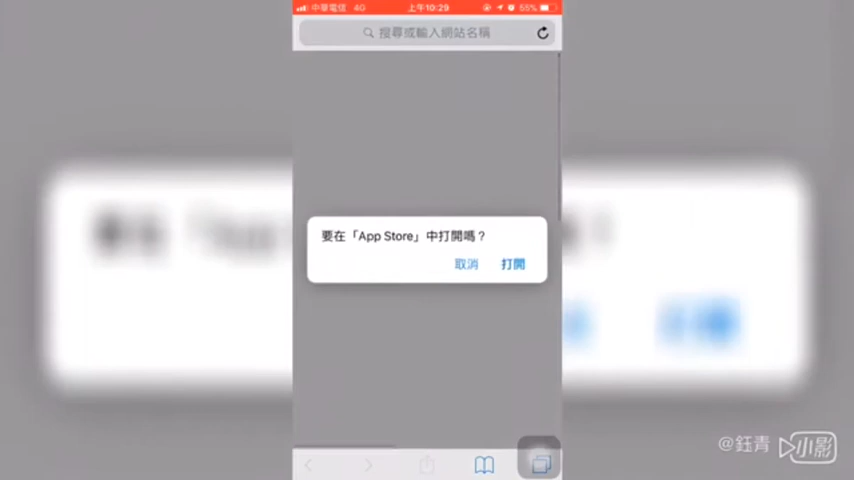 中華電信 4G 上午10:29 55%
搜尋或輸入網站名稱
要在「App Store」中打開嗎？
取消 打開
@鈺青 小影